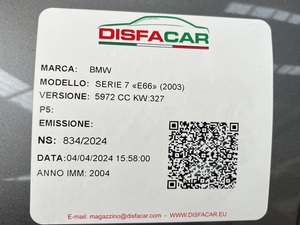 DISFACAR
MARCA: BMW
MODELLO: SERIE 7 «E66» (2003)
VERSIONE: 5972 CC KW:327
P5:
EMISSIONE:
NS: 834/2024
DATA:04/04/2024 15:58:00
ANNO IMM: 2004
E-mail: magazzino@disfacar.eu WWW.DISFACAR.EU